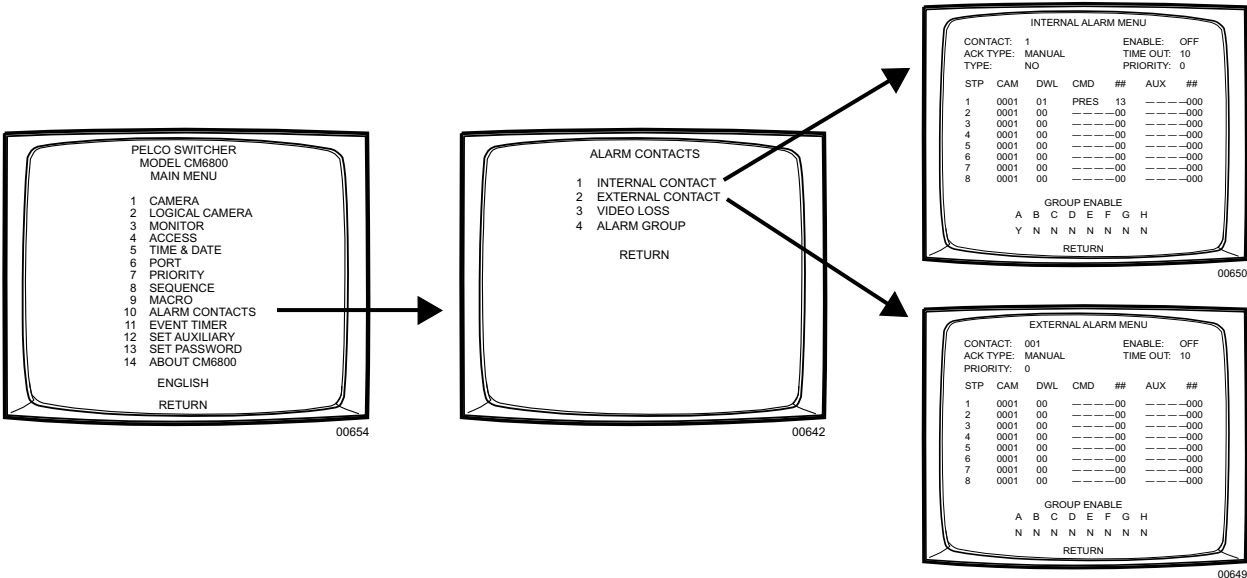 PELCO SWITCHER
MODEL CM6800
MAIN MENU
1 CAMERA
2 LOGICAL CAMERA
3 MONITOR
4 ACCESS
5 TIME & DATE
6 PORT
7 PRIORITY
8 SEQUENCE
9 MACRO
10 ALARM CONTACTS
11 EVENT TIMER
12 SET AUXILIARY
13 SET PASSWORD
14 ABOUT CM6800
ENGLISH
RETURN
00654
ALARM CONTACTS
1 INTERNAL CONTACT
2 EXTERNAL CONTACT
3 VIDEO LOSS
4 ALARM GROUP
RETURN
00642
INTERNAL ALARM MENU
CONTACT: 1 ENABLE: OFF
ACK TYPE: MANUAL TIME OUT: 10
TYPE: NO PRIORITY: 0
STP CAM DWL CMD ## AUX ##
1 0001 01 PRES 13 — — — —000
2 0001 00 — — — —00 — — — —000
3 0001 00 — — — —00 — — — —000
4 0001 00 — — — —00 — — — —000
5 0001 00 — — — —00 — — — —000
6 0001 00 — — — —00 — — — —000
7 0001 00 — — — —00 — — — —000
8 0001 00 — — — —00 — — — —000
GROUP ENABLE
A B C D E F G H
Y N N N N N N N
RETURN
00650
EXTERNAL ALARM MENU
CONTACT: 001 ENABLE: OFF
ACK TYPE: MANUAL TIME OUT: 10
PRIORITY: 0
STP CAM DWL CMD ## AUX ##
1 0001 00 — — — —00 — — — —000
2 0001 00 — — — —00 — — — —000
3 0001 00 — — — —00 — — — —000
4 0001 00 — — — —00 — — — —000
5 0001 00 — — — —00 — — — —000
6 0001 00 — — — —00 — — — —000
7 0001 00 — — — —00 — — — —000
8 0001 00 — — — —00 — — — —000
GROUP ENABLE
A B C D E F G H
N N N N N N N N
RETURN
00649